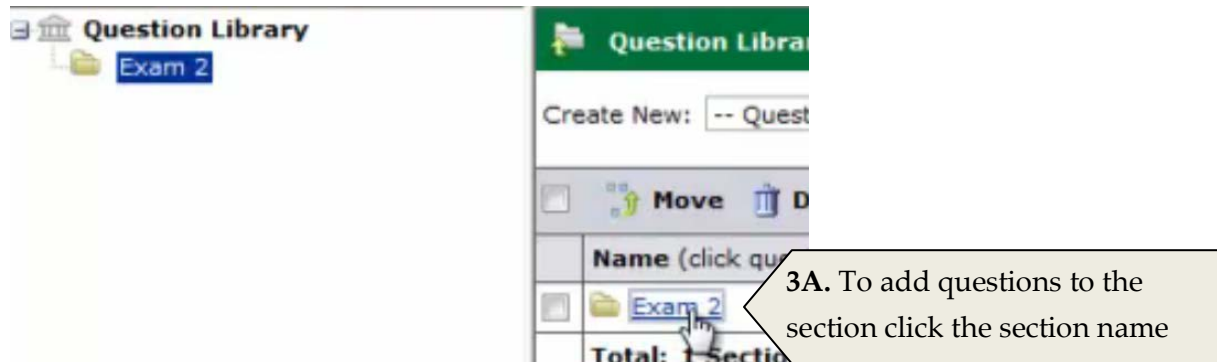 Question Library
Exam 2
Question Librar
Create New: -- Quest
Move D
Name (click que
Exam 2
Total: 1 Sectio
3A. To add questions to the
section click the section name